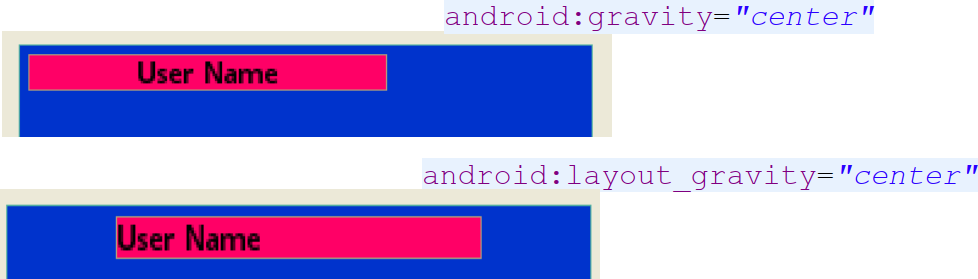 android:gravity="center"
User Name
android:layout_gravity="center"
User Name